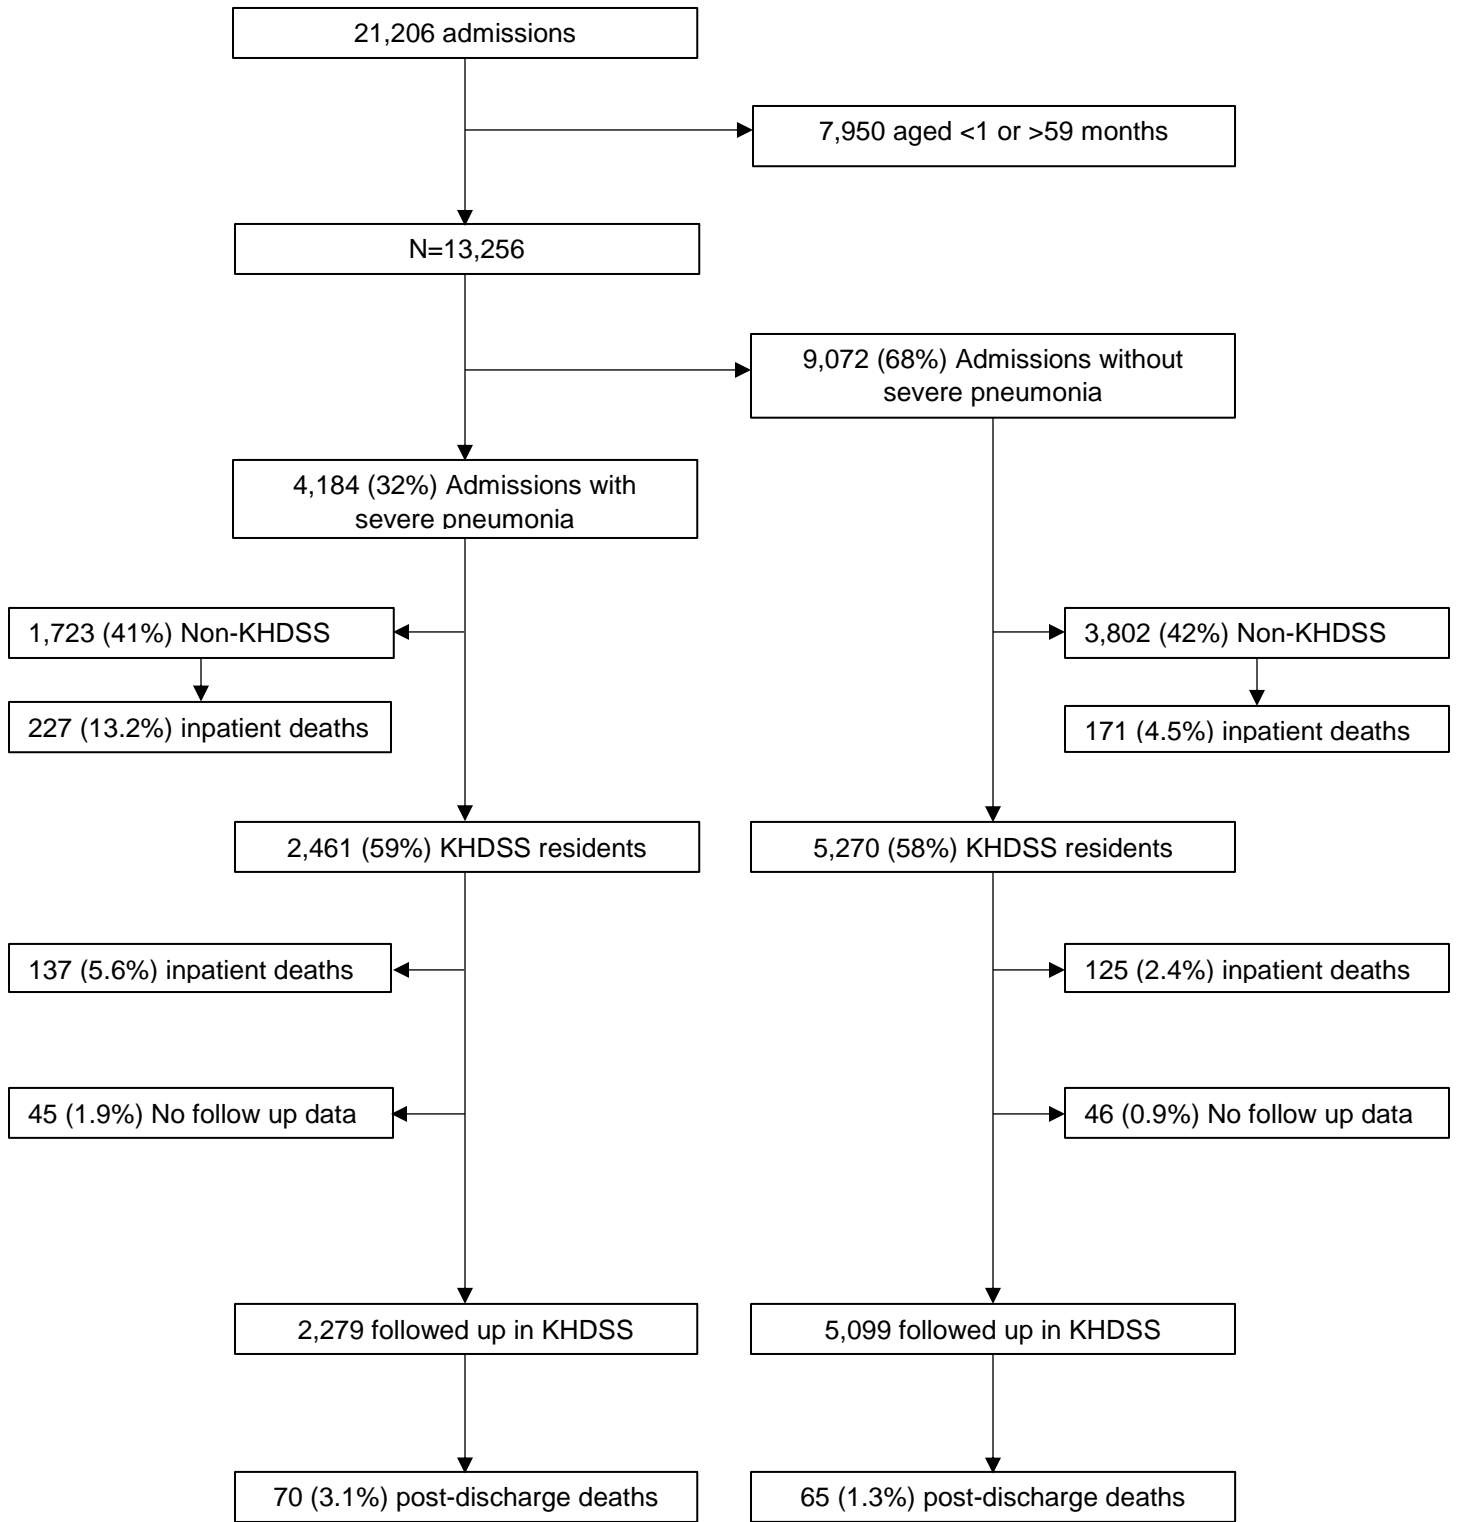 21,206 admissions
7,950 aged <1 or >59 months
N=13,256
9,072 (68%) Admissions without
severe pneumonia
4,184 (32%) Admissions with
severe pneumonia
1,723 (41%) Non-KHDSS
3,802 (42%) Non-KHDSS
227 (13.2%) inpatient deaths
171 (4.5%) inpatient deaths
2,461 (59%) KHDSS residents
5,270 (58%) KHDSS residents
137 (5.6%) inpatient deaths
125 (2.4%) inpatient deaths
45 (1.9%) No follow up data
46 (0.9%) No follow up data
2,279 followed up in KHDSS
5,099 followed up in KHDSS
70 (3.1%) post-discharge deaths
65 (1.3%) post-discharge deaths